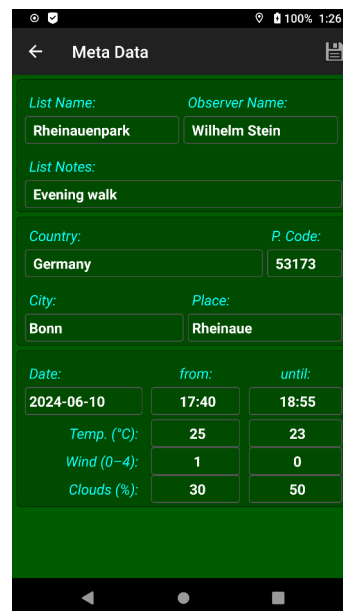 100% 1:26
Meta Data
List Name: Observer Name:
Rheinauenpark Wilhelm Stein
List Notes:
Evening walk
Country: P. Code:
Germany 53173
City: Place:
Bonn Rheinaue
Date: from: until:
2024-06-10 17:40 18:55
Temp. (°C): 25 23
Wind (0–4): 1 0
Clouds (%): 30 50